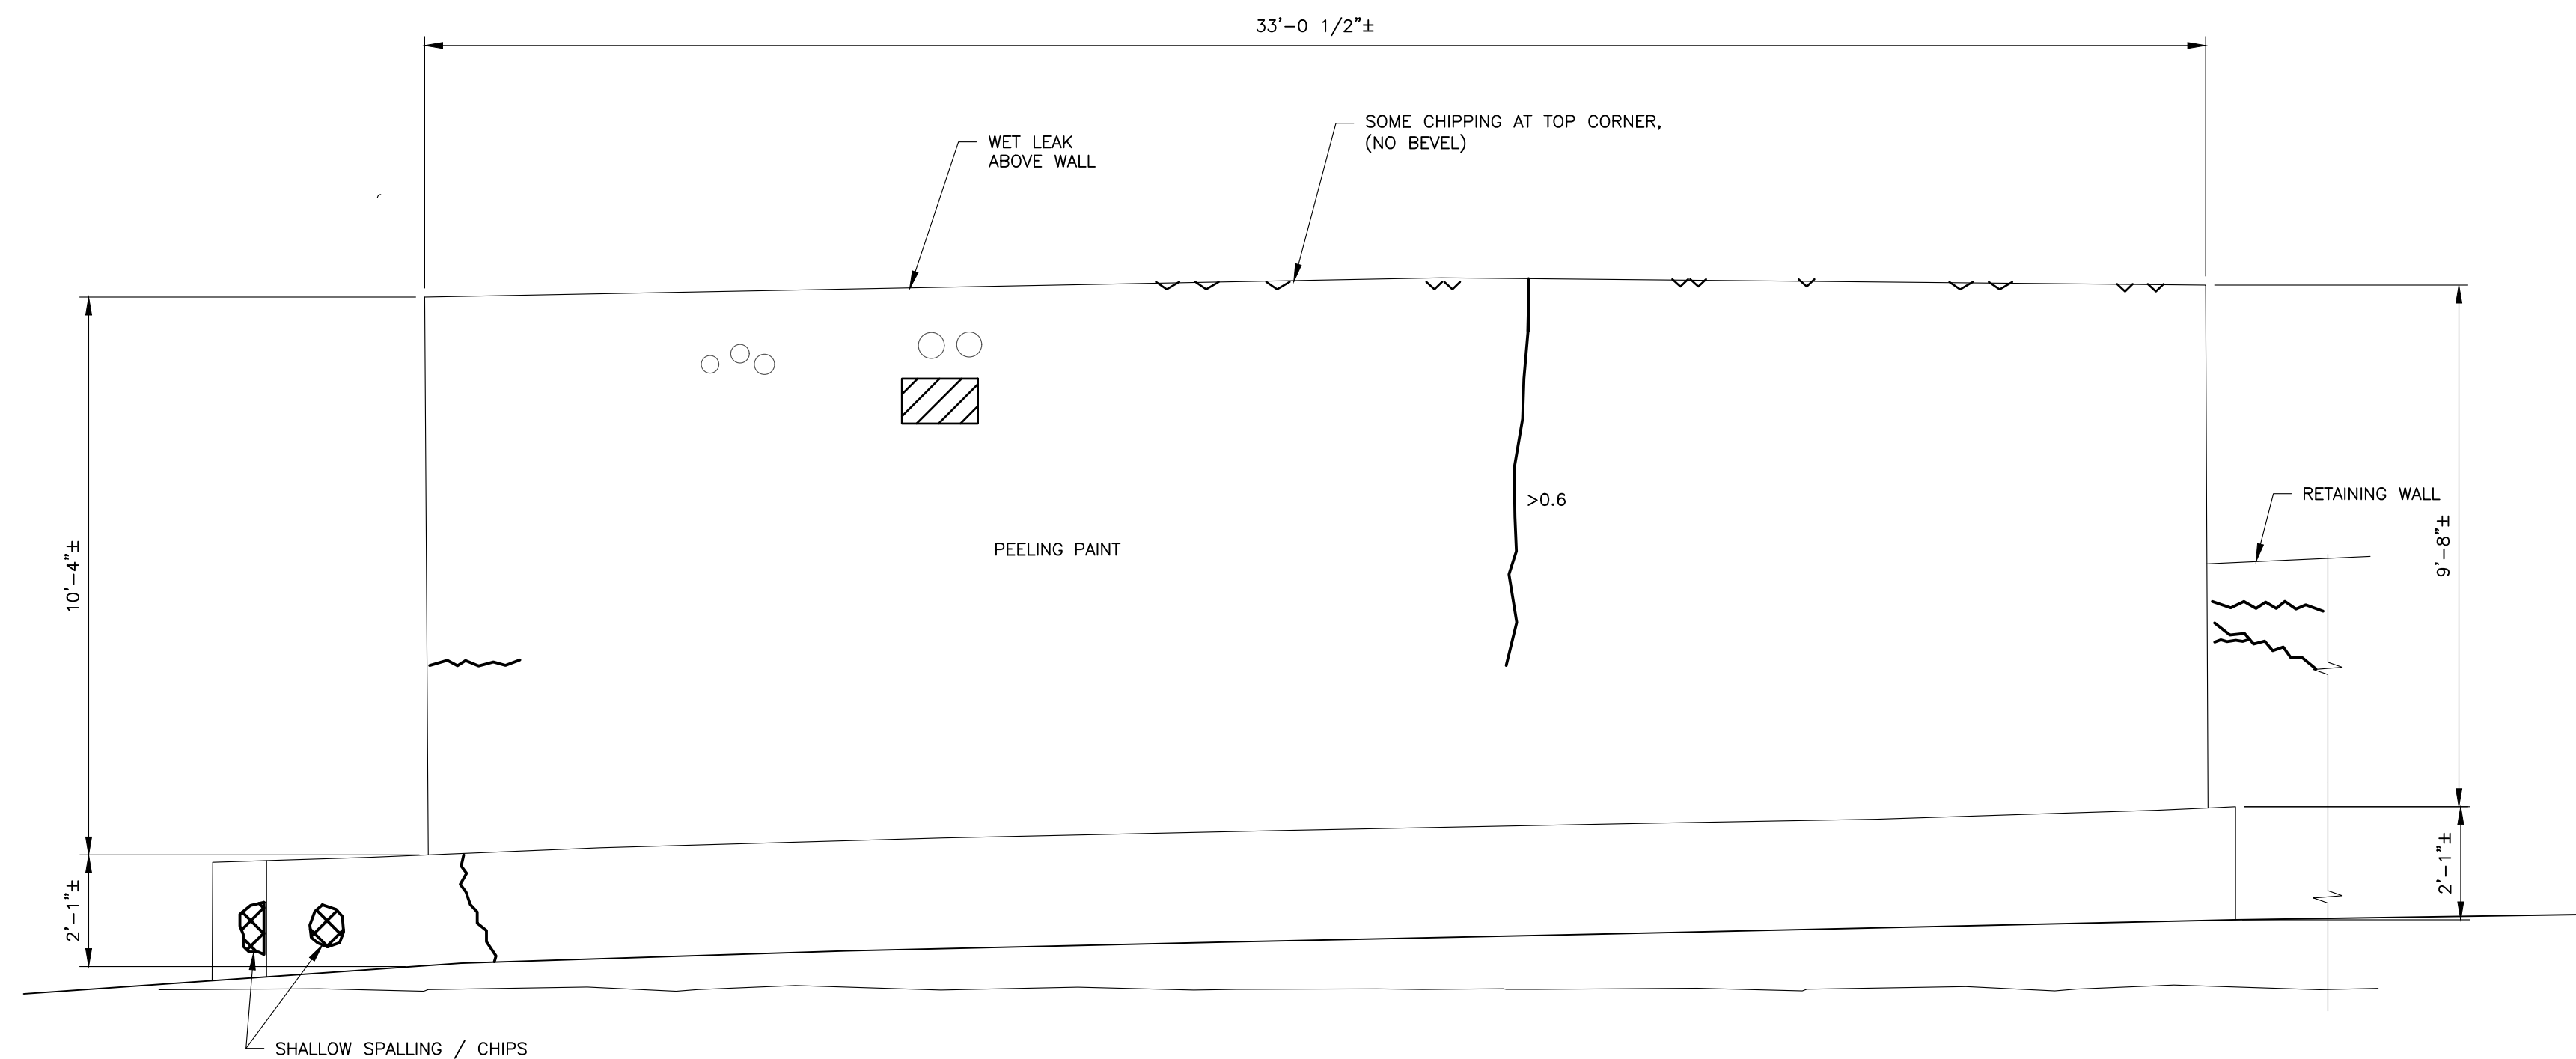 33'-0 1/2"±
SOME CHIPPING AT TOP CORNER,
(NO BEVEL)
WET LEAK
ABOVE WALL
RETAINING WALL
>0.6
PEELING PAINT
10'-4"±
9'-8"±
2'-1"±
2'-1"±
SHALLOW SPALLING / CHIPS